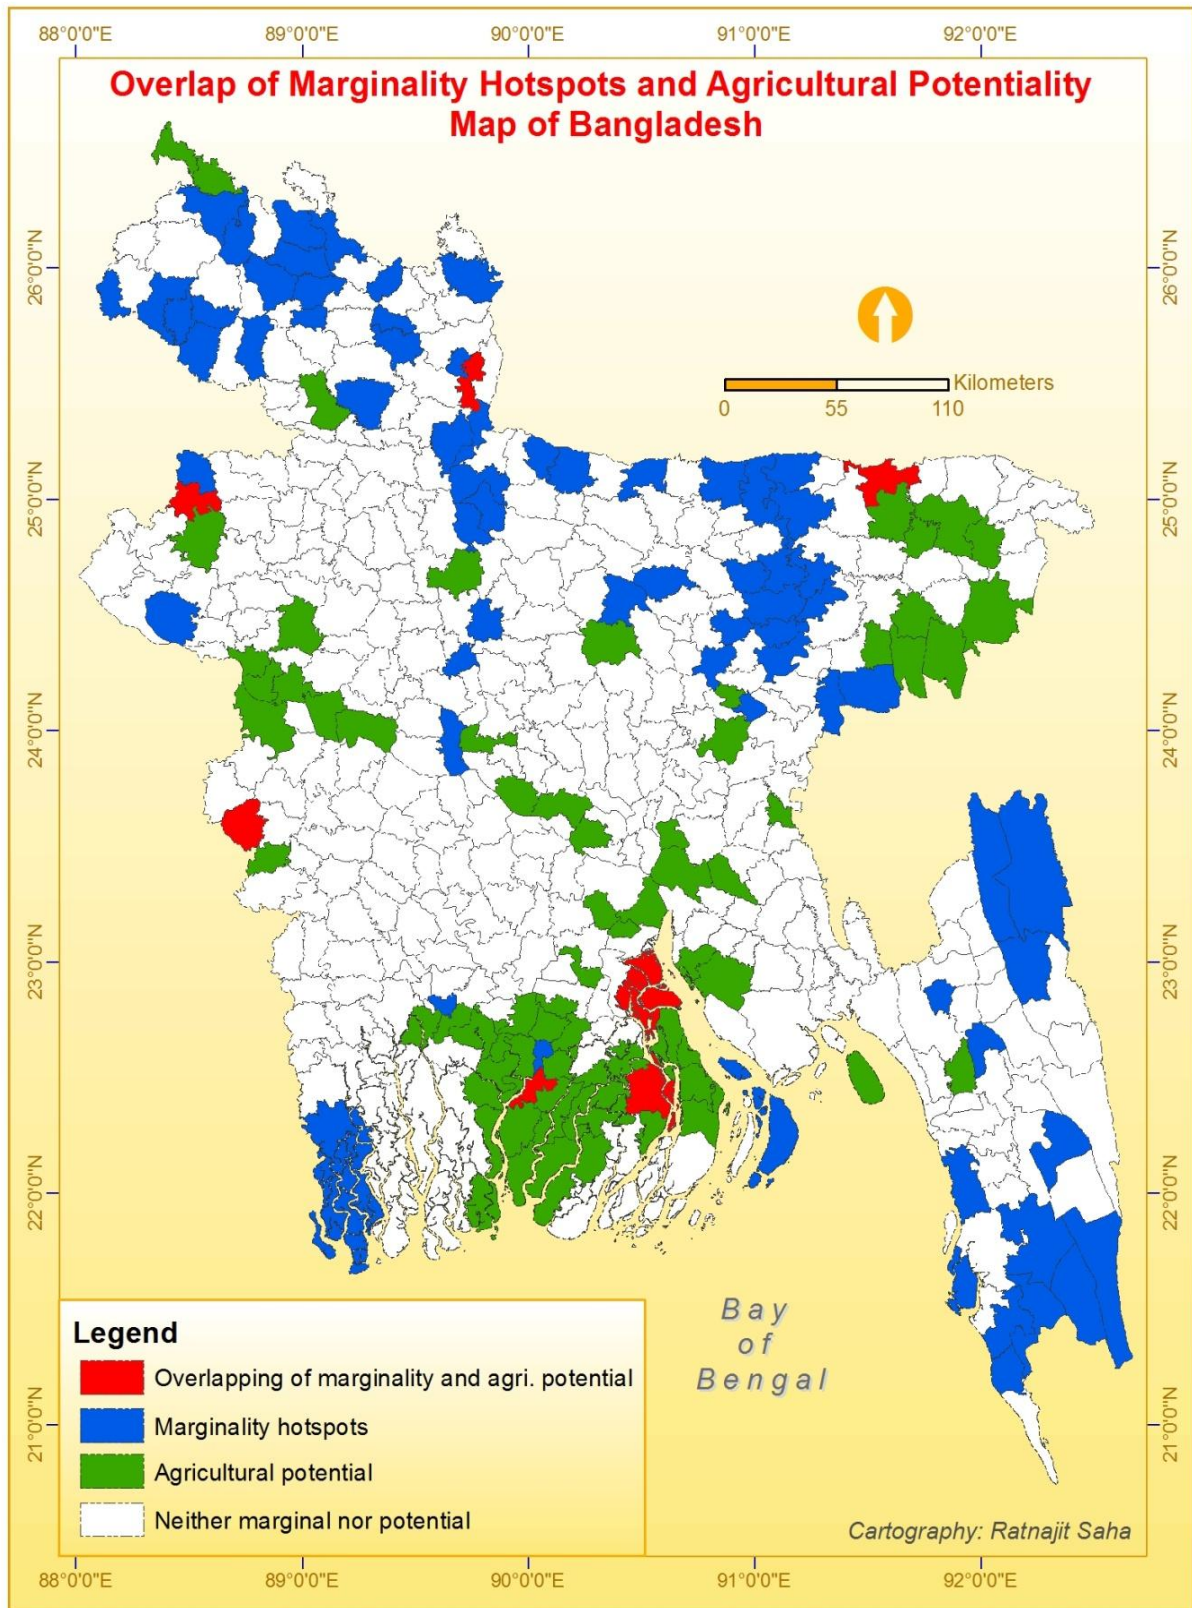 88°0'0"E 89°0'0"E 90°0'0"E 91°0'0"E 92°0'0"E
Overlap of Marginality Hotspots and Agricultural Potentiality
Map of Bangladesh
26°0'0"N
26°0'0"N
Kilometers
0 55 110
25°0'0"N
25°0'0"N
24°0'0"N
24°0'0"N
23°0'0"N
23°0'0"N
22°0'0"N
22°0'0"N
Bay
of
Bengal
Legend
Overlapping of marginality and agri. potential
Marginality hotspots
Agricultural potential
Neither marginal nor potential
21°0'0"N
21°0'0"N
Cartography: Ratnajit Saha
88°0'0"E 89°0'0"E 90°0'0"E 91°0'0"E 92°0'0"E